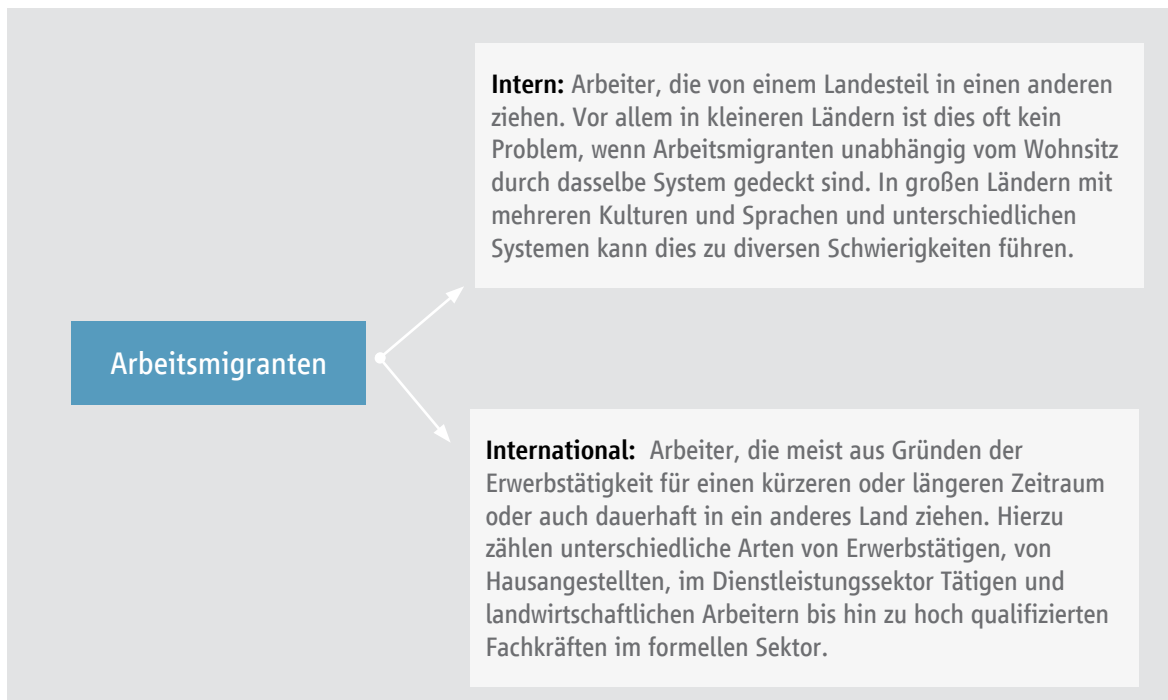 Intern: Arbeiter, die von einem Landesteil in einen anderen
ziehen. Vor allem in kleineren Ländern ist dies oft kein
Problem, wenn Arbeitsmigranten unabhängig vom Wohnsitz
durch dasselbe System gedeckt sind. In großen Ländern mit
mehreren Kulturen und Sprachen und unterschiedlichen
Systemen kann dies zu diversen Schwierigkeiten führen.
Arbeitsmigranten
International: Arbeiter, die meist aus Gründen der
Erwerbstätigkeit für einen kürzeren oder längeren Zeitraum
oder auch dauerhaft in ein anderes Land ziehen. Hierzu
zählen unterschiedliche Arten von Erwerbstätigen, von
Hausangestellten, im Dienstleistungssektor Tätigen und
landwirtschaftlichen Arbeitern bis hin zu hoch qualifizierten
Fachkräften im formellen Sektor.